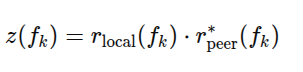 z(f_k) = r_local(f_k) · r*_peer(f_k)